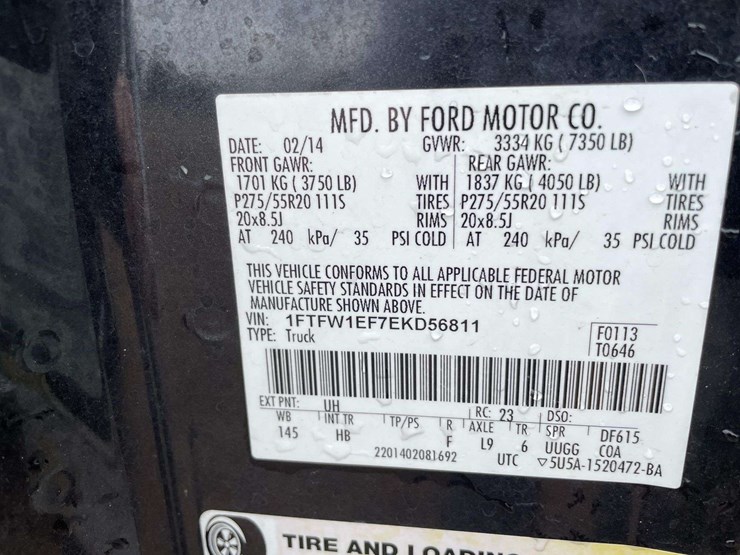 MFD. BY FORD MOTOR CO.
DATE: 02/14 GVWR: 3334 KG ( 7350 LB)
FRONT GAWR: REAR GAWR:
1701 KG ( 3750 LB) WITH 1837 KG ( 4050 LB) WITH
P275/55R20 111S TIRES P275/55R20 111S TIRES
20x8.5J RIMS 20x8.5J RIMS
AT 240 kPa/ 35 PSI COLD AT 240 kPa/ 35 PSI COLD
THIS VEHICLE CONFORMS TO ALL APPLICABLE FEDERAL MOTOR
VEHICLE SAFETY STANDARDS IN EFFECT ON THE DATE OF
MANUFACTURE SHOWN ABOVE.
VIN: 1FTFW1EF7EKD56811
TYPE: Truck
F0113
T0646
EXT PNT: UH RC: 23 DSO:
WB INT TR TP/PS R AXLE TR SPR DF615
145 HB F L9 6 UUGG COA
2201402081692 UTC ▽5U5A-1520472-BA
TIRE AND LOADING